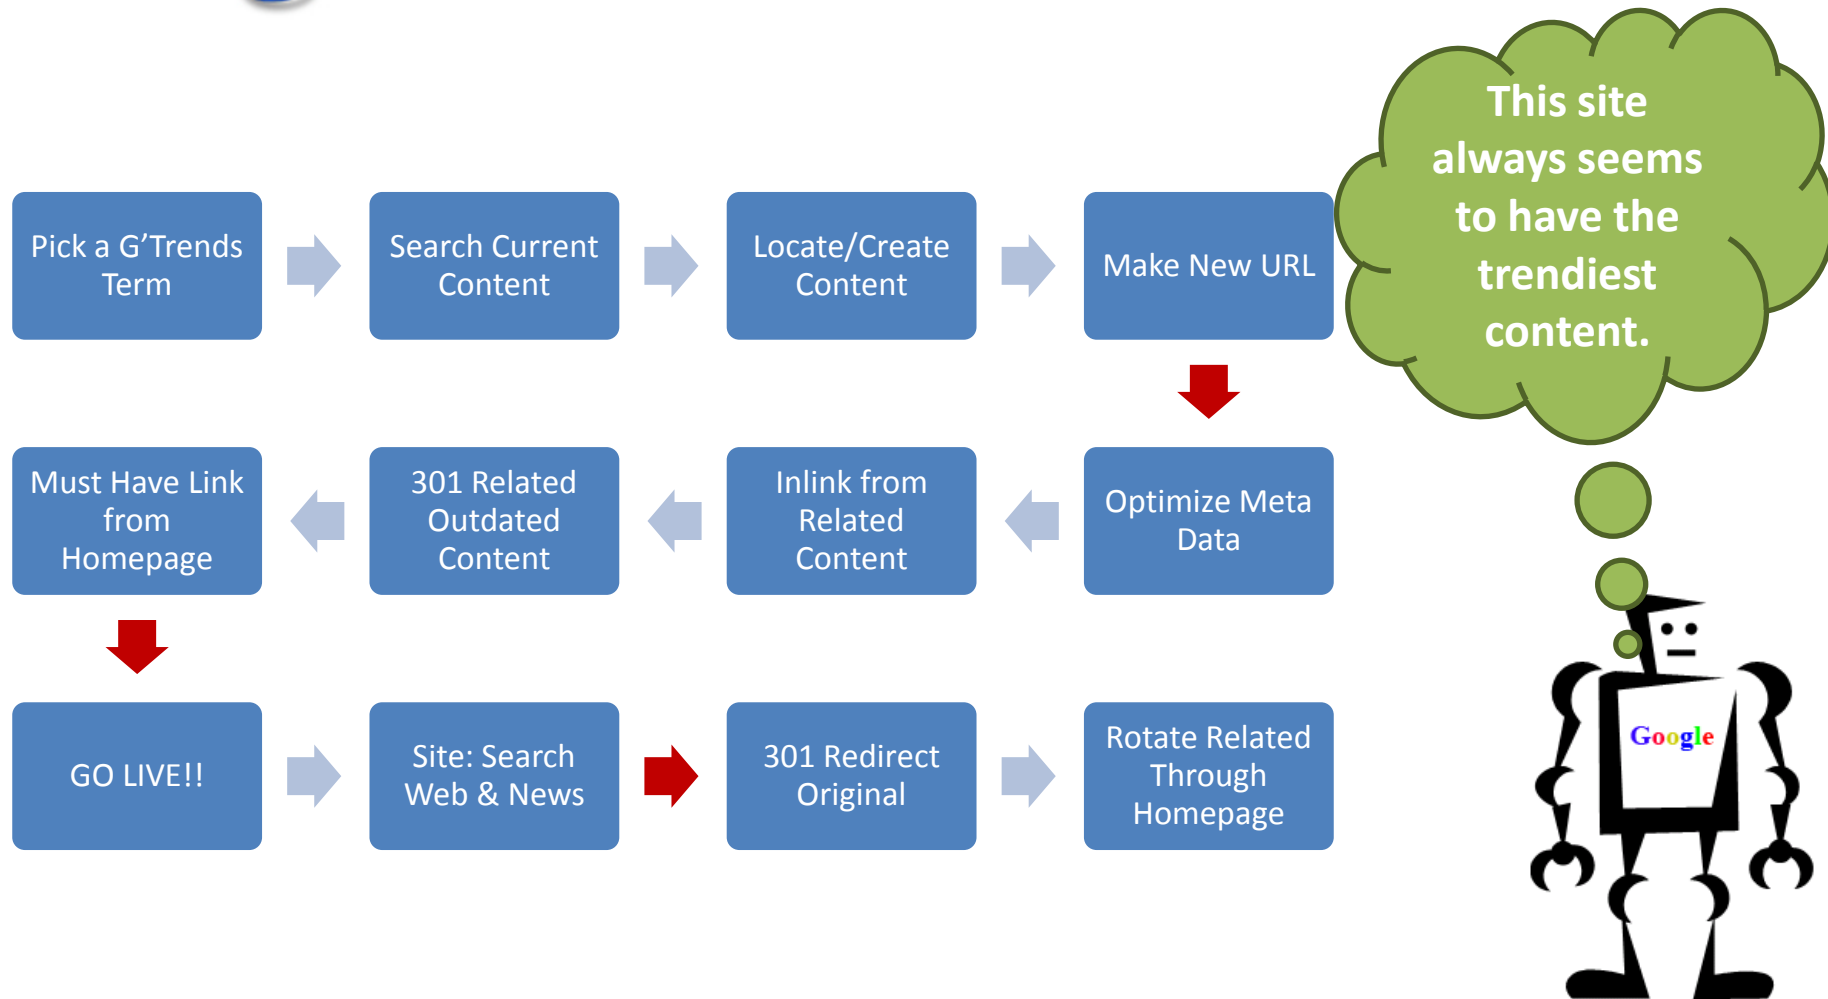 Pick a G’Trends
Term
Search Current
Content
Locate/Create
Content
Make New URL
This site
always seems
to have the
trendiest
content.
Must Have Link
from
Homepage
301 Related
Outdated
Content
Inlink from
Related
Content
Optimize Meta
Data
GO LIVE!!
Site: Search
Web & News
301 Redirect
Original
Rotate Related
Through
Homepage
Google